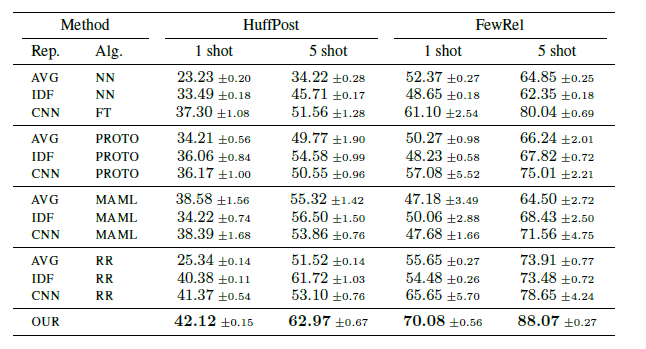 Method HuffPost FewRel
Rep. Alg. 1 shot 5 shot 1 shot 5 shot
AVG NN 23.23 ±0.20 34.22 ±0.28 52.37 ±0.27 64.85 ±0.25
IDF NN 33.49 ±0.18 45.71 ±0.17 48.65 ±0.18 62.35 ±0.18
CNN FT 37.30 ±1.08 51.56 ±1.28 61.10 ±2.54 80.04 ±0.69
AVG PROTO 34.21 ±0.56 49.77 ±1.90 50.27 ±0.98 66.24 ±2.01
IDF PROTO 36.06 ±0.84 54.58 ±0.99 48.23 ±0.58 67.82 ±0.72
CNN PROTO 36.17 ±1.00 50.55 ±0.96 57.08 ±5.52 75.01 ±2.21
AVG MAML 38.58 ±1.56 55.32 ±1.42 47.18 ±3.49 64.50 ±2.72
IDF MAML 34.22 ±0.74 56.50 ±1.50 50.06 ±2.88 68.43 ±2.50
CNN MAML 38.39 ±1.68 53.86 ±0.76 47.68 ±1.66 71.56 ±4.75
AVG RR 25.34 ±0.14 51.52 ±0.14 55.65 ±0.27 73.91 ±0.77
IDF RR 40.38 ±0.11 61.72 ±1.03 54.48 ±0.26 73.48 ±0.72
CNN RR 41.37 ±0.54 53.10 ±0.76 65.65 ±5.70 78.65 ±4.24
OUR 42.12 ±0.15 62.97 ±0.67 70.08 ±0.56 88.07 ±0.27